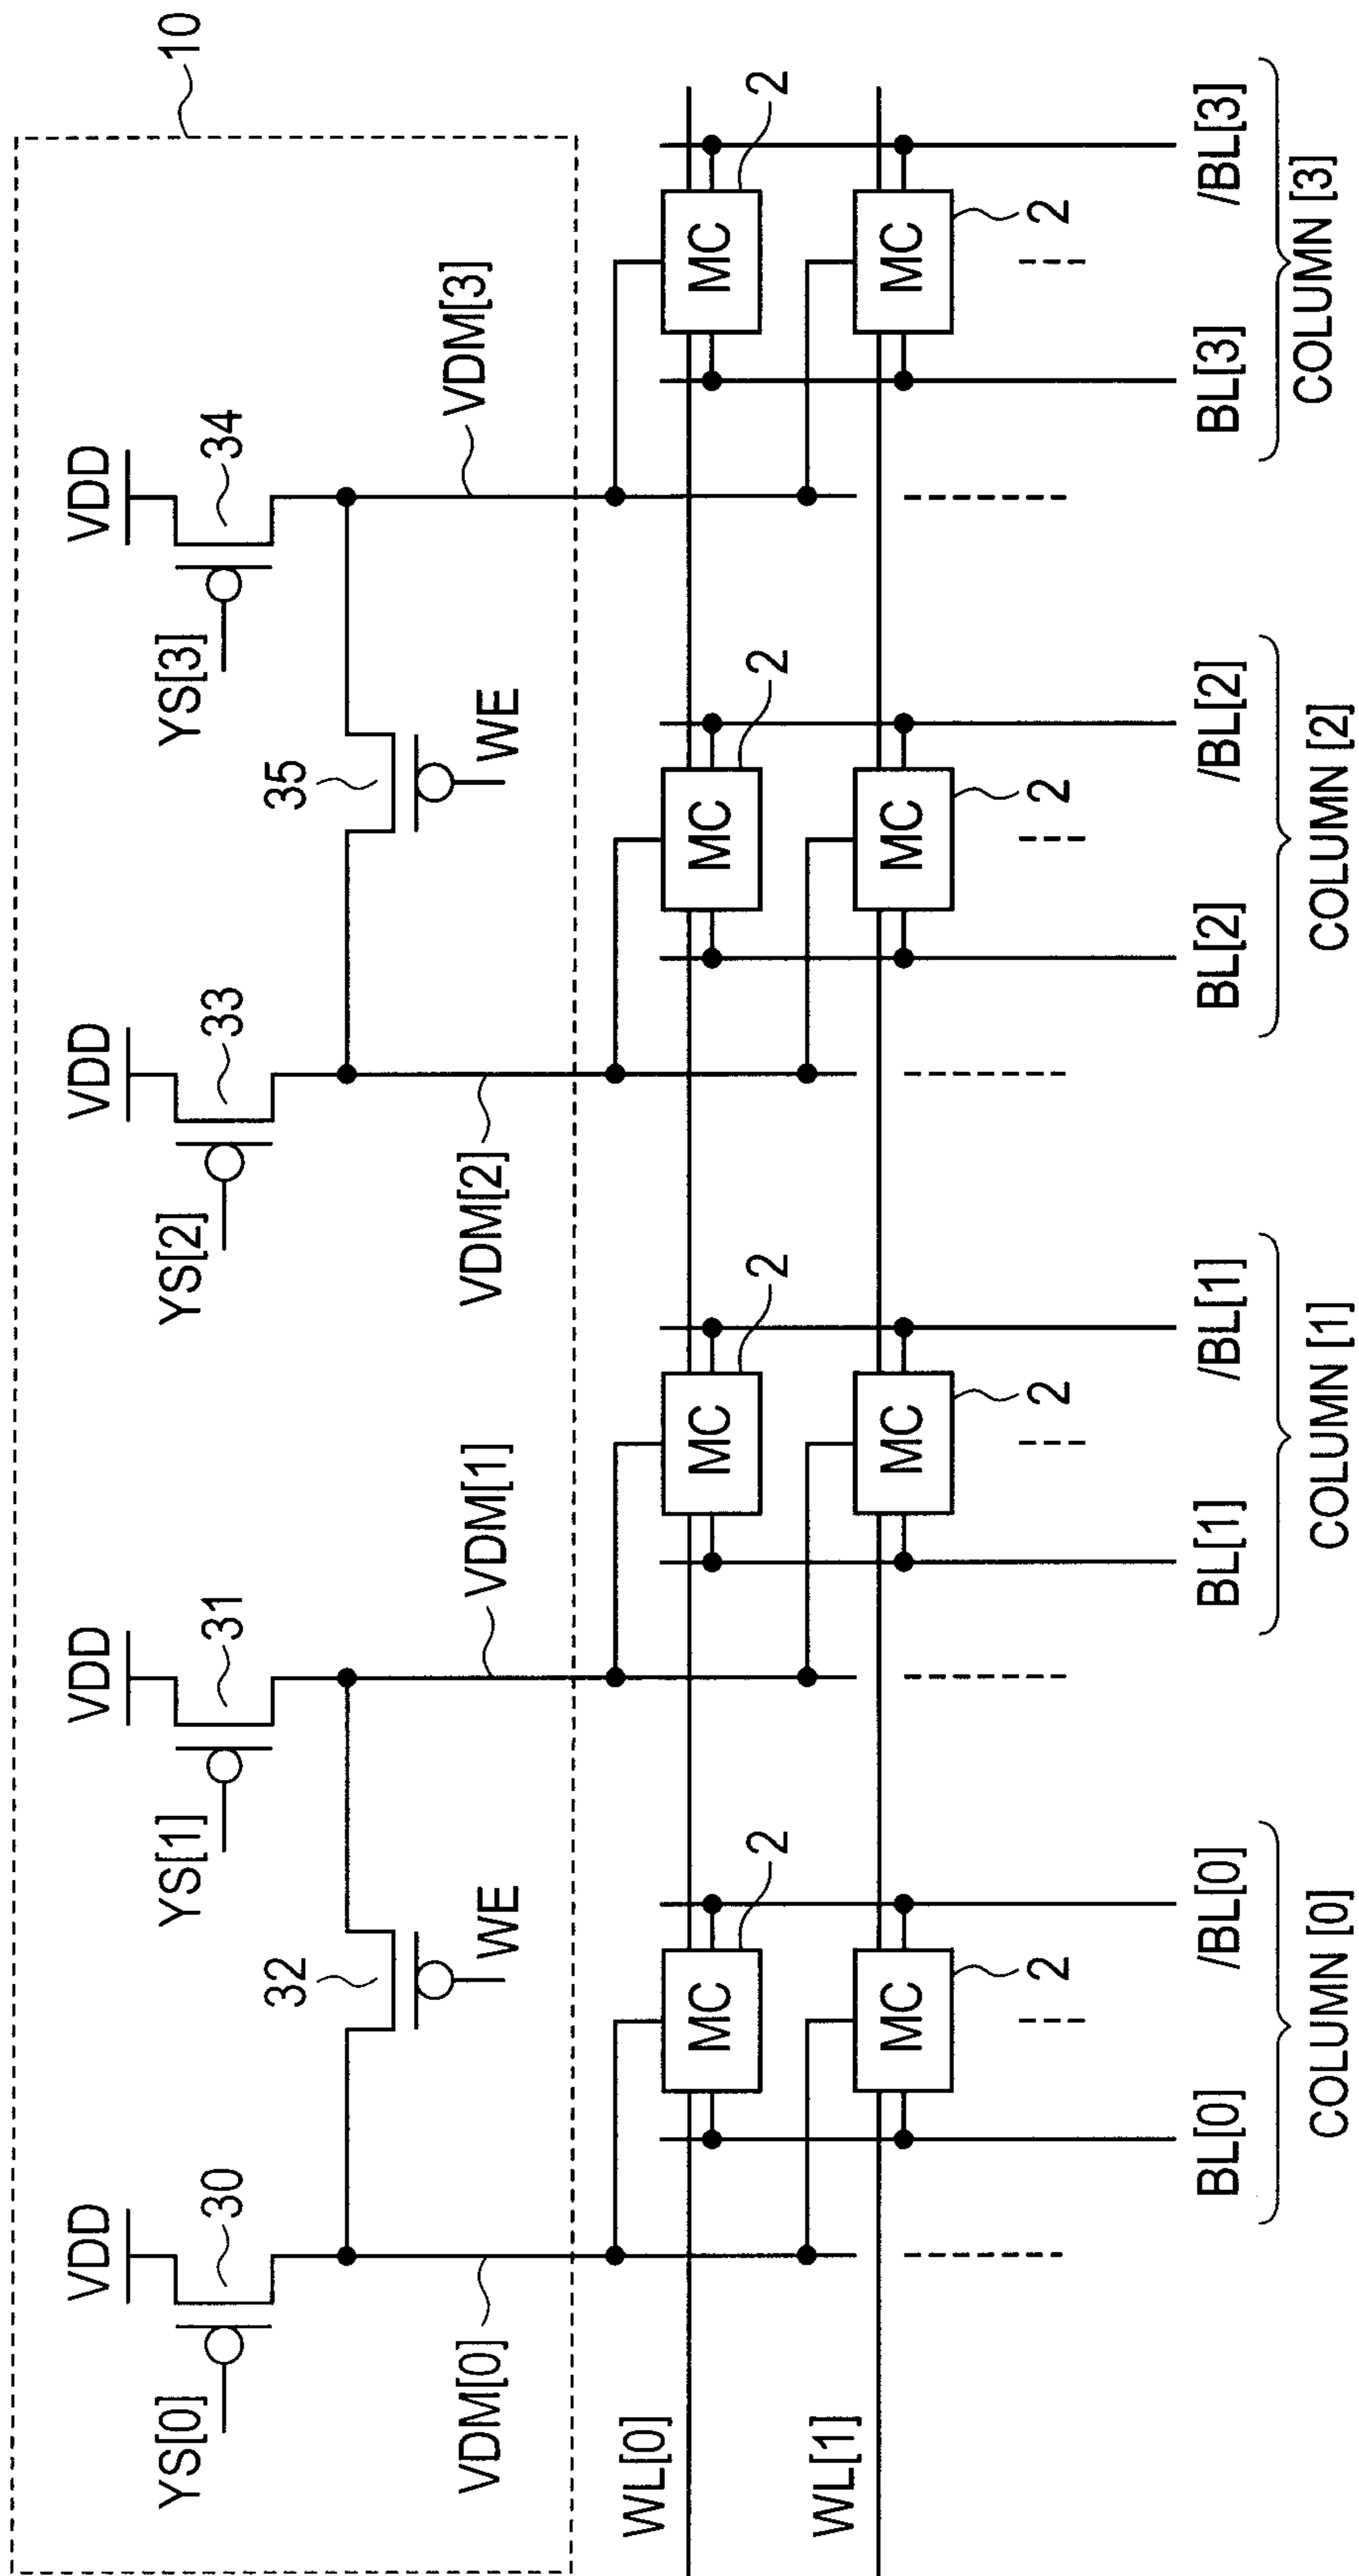 10
VDD VDD VDD VDD
YS[0] 30 YS[1] 31 YS[2] 33 YS[3] 34
32 35
WE WE
VDM[0] VDM[1] VDM[2] VDM[3]
WL[0] MC 2 MC 2 MC 2 MC 2
WL[1] MC 2 MC 2 MC 2 MC 2
BL[0] /BL[0] BL[1] /BL[1] BL[2] /BL[2] BL[3] /BL[3]
COLUMN [0] COLUMN [1] COLUMN [2] COLUMN [3]